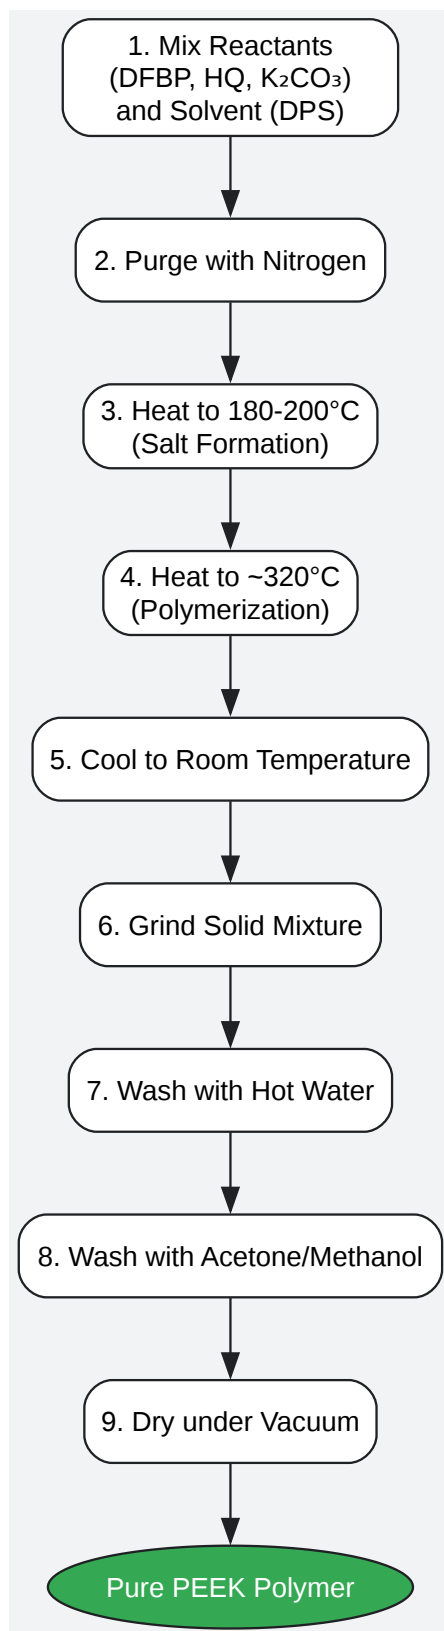 1. Mix Reactants
(DFBP, HQ, K₂CO₃)
and Solvent (DPS)
2. Purge with Nitrogen
3. Heat to 180-200°C
(Salt Formation)
4. Heat to ~320°C
(Polymerization)
5. Cool to Room Temperature
6. Grind Solid Mixture
7. Wash with Hot Water
8. Wash with Acetone/Methanol
9. Dry under Vacuum
Pure PEEK Polymer